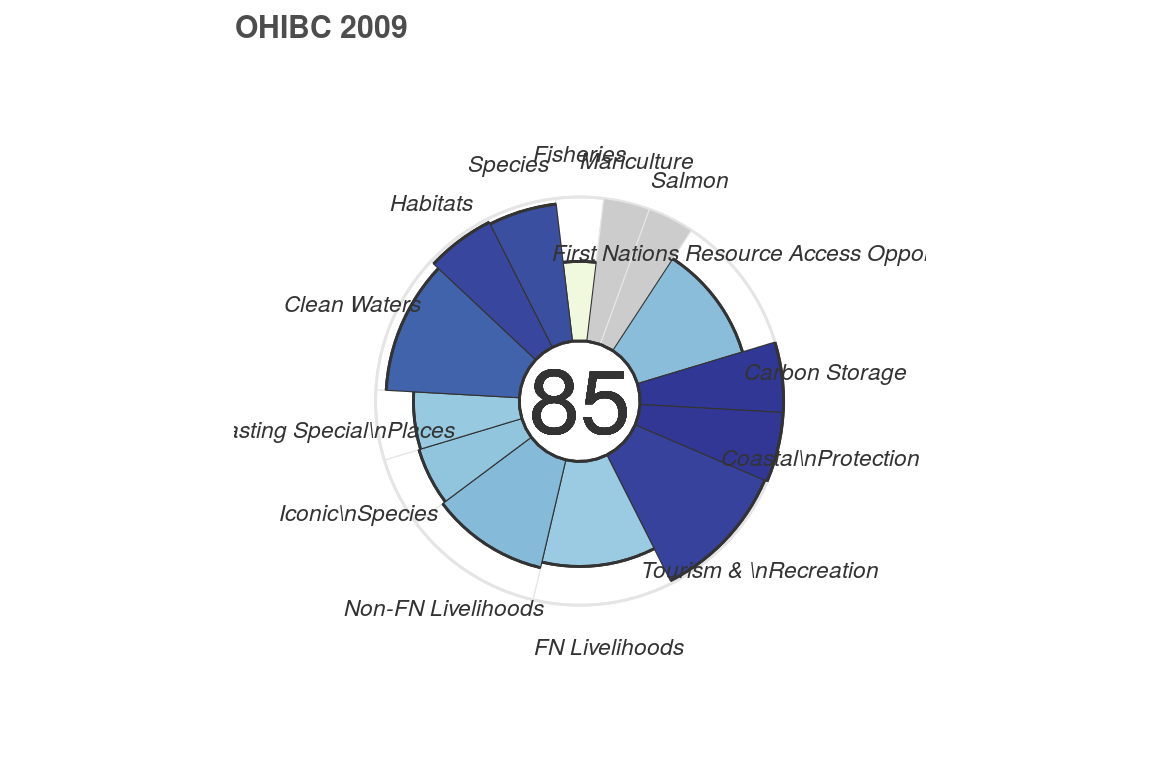 OHIBC 2009
Fisheries
Mariculture
Species
Salmon
Habitats
First Nations Resource Access Oppo
Clean Waters
Carbon Storage
85
asting Special\nPlaces
Coastal\nProtection
Iconic\nSpecies
Tourism & \nRecreation
Non-FN Livelihoods
FN Livelihoods